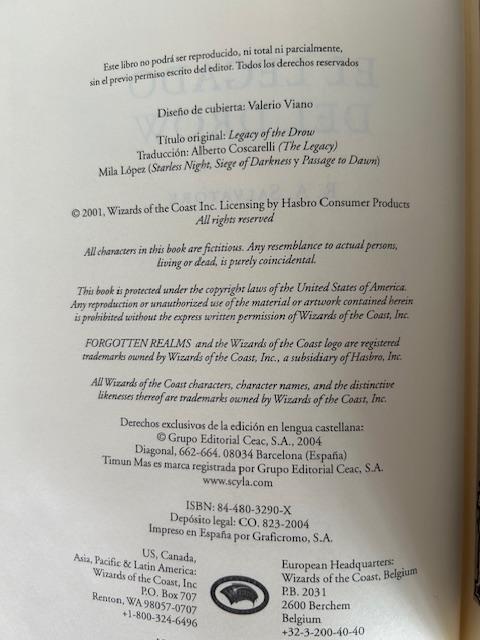 Este libro no podrá ser reproducido, ni total ni parcialmente,
sin el previo permiso escrito del editor. Todos los derechos reservados
Diseño de cubierta: Valerio Viano
Título original: Legacy of the Drow
Traducción: Alberto Coscarelli (The Legacy)
Mila López (Starless Night, Siege of Darkness y Passage to Dawn)
© 2001, Wizards of the Coast Inc. Licensing by Hasbro Consumer Products
All rights reserved
All characters in this book are fictitious. Any resemblance to actual persons,
living or dead, is purely coincidental.
This book is protected under the copyright laws of the United States of America.
Any reproduction or unauthorized use of the material or artwork contained herein
is prohibited without the express written permission of Wizards of the Coast, Inc.
FORGOTTEN REALMS and the Wizards of the Coast logo are registered
trademarks owned by Wizards of the Coast, Inc., a subsidiary of Hasbro, Inc.
All Wizards of the Coast characters, character names, and the distinctive
likenesses thereof are trademarks owned by Wizards of the Coast, Inc.
Derechos exclusivos de la edición en lengua castellana:
© Grupo Editorial Ceac, S.A., 2004
Diagonal, 662-664. 08034 Barcelona (España)
Timun Mas es marca registrada por Grupo Editorial Ceac, S.A.
www.scyla.com
ISBN: 84-480-3290-X
Depósito legal: CO. 823-2004
Impreso en España por Graficromo, S.A.
US, Canada,
Asia, Pacific & Latin America:
Wizards of the Coast, Inc
P.O. Box 707
Renton, WA 98057-0707
+1-800-324-6496
European Headquarters:
Wizards of the Coast, Belgium
P.B. 2031
2600 Berchem
Belgium
+32-3-200-40-40